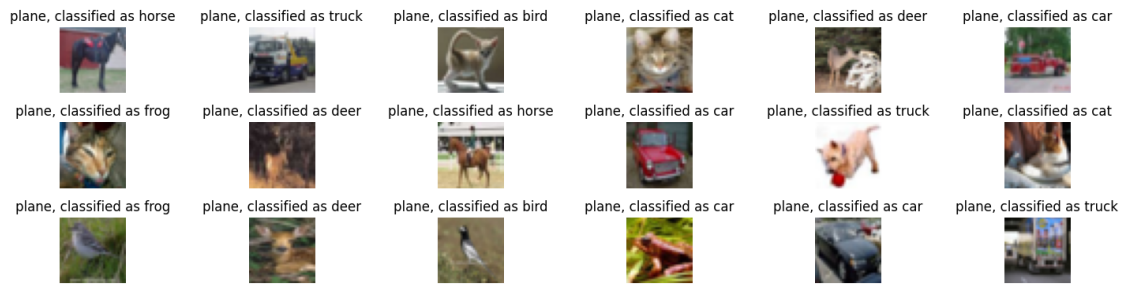 plane, classified as horse
plane, classified as truck
plane, classified as bird
plane, classified as cat
plane, classified as deer
plane, classified as car
plane, classified as frog
plane, classified as deer
plane, classified as horse
plane, classified as car
plane, classified as truck
plane, classified as cat
plane, classified as frog
plane, classified as deer
plane, classified as bird
plane, classified as car
plane, classified as car
plane, classified as truck